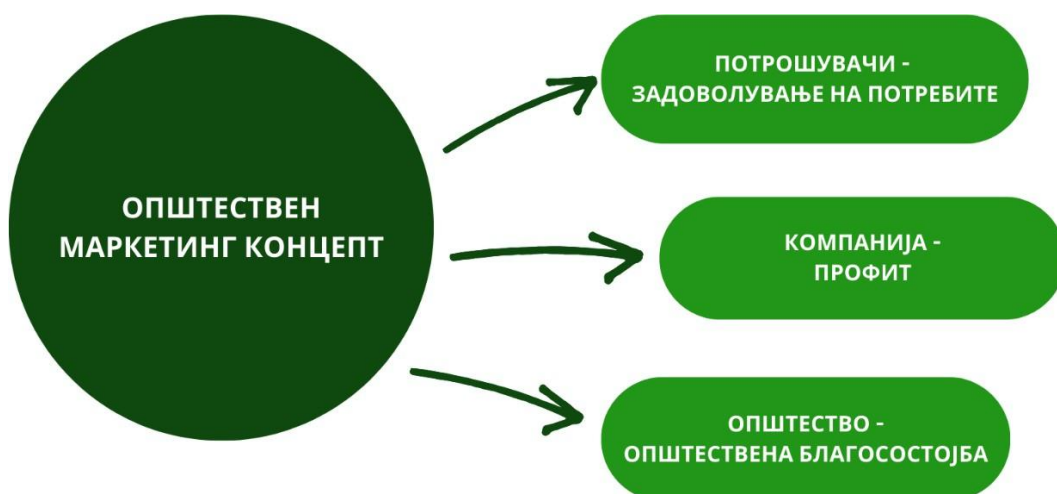 ОПШТЕСТВЕН
МАРКЕТИНГ КОНЦЕПТ
ПОТРОШУВАЧИ -
ЗАДОВОЛУВАЊЕ НА ПОТРЕБИТЕ
КОМПАНИЈА -
ПРОФИТ
ОПШТЕСТВО -
ОПШТЕСТВЕНА БЛАГОСОСТОЈБА